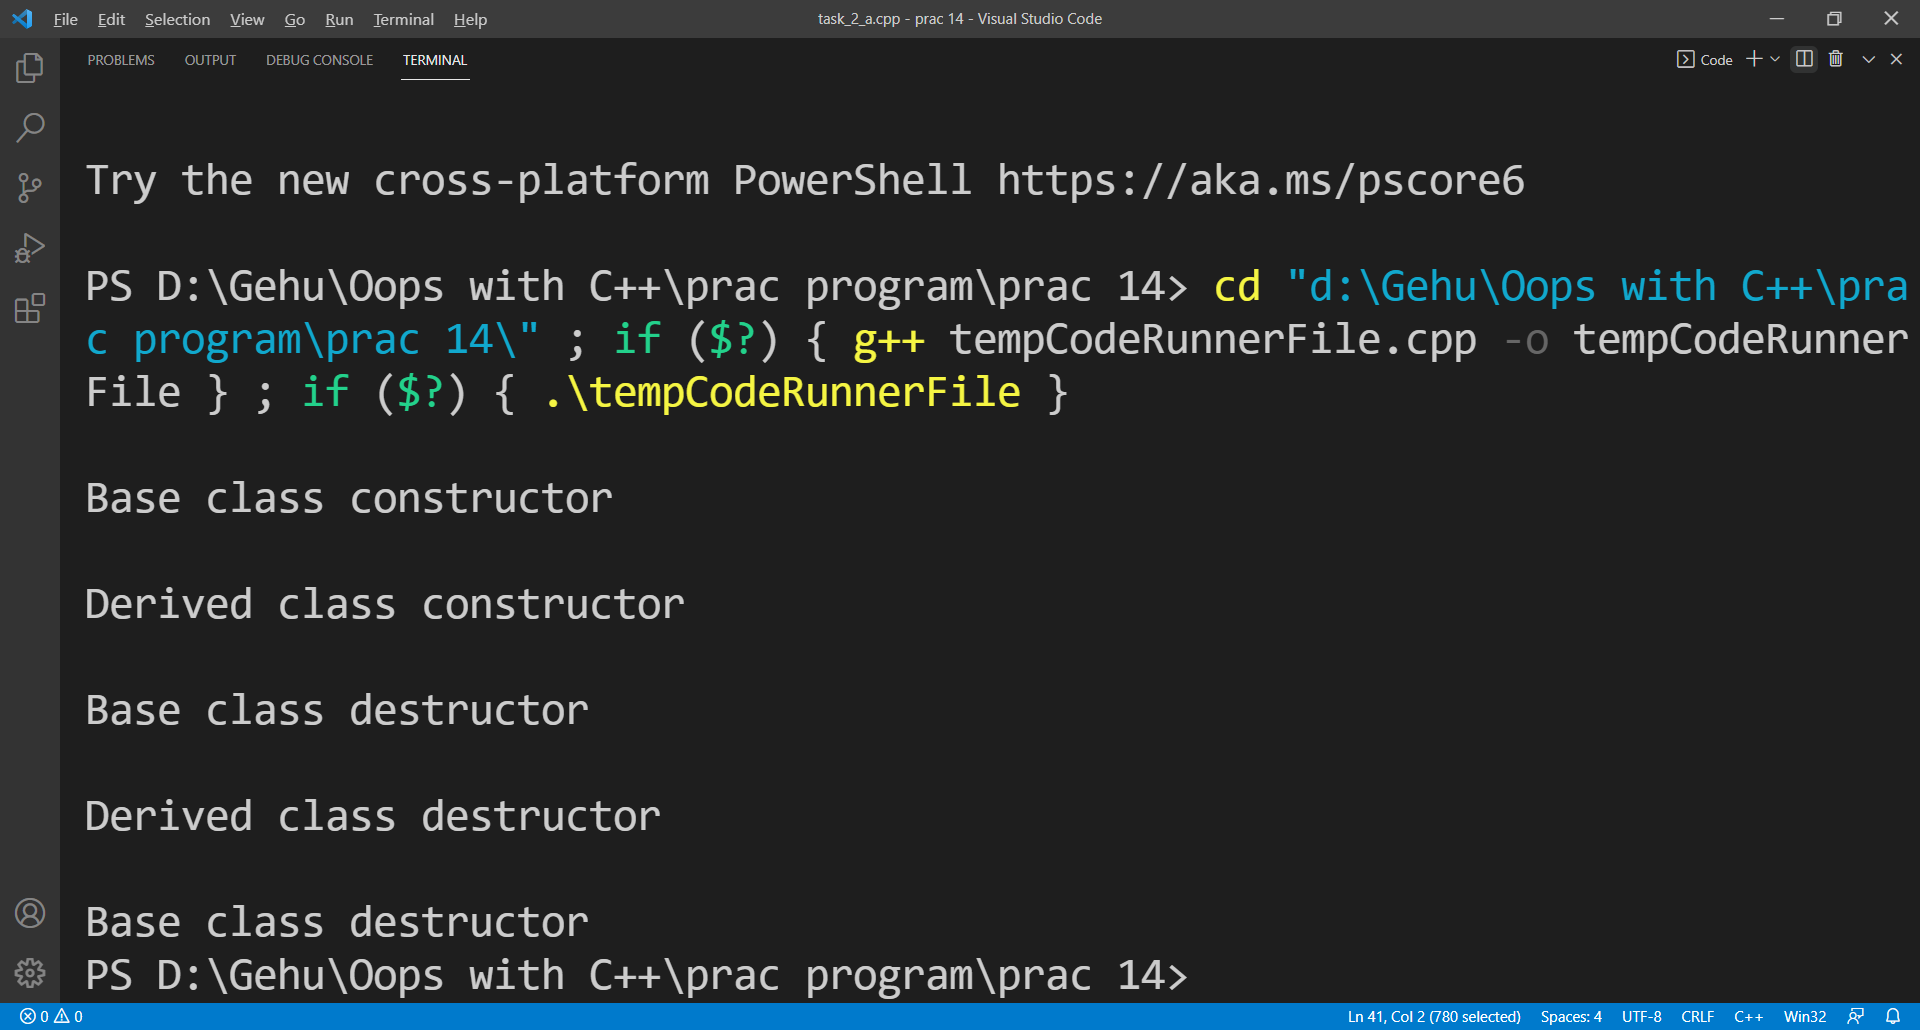 File Edit Selection View Go Run Terminal Help
task_2_a.cpp - prac 14 - Visual Studio Code
PROBLEMS OUTPUT DEBUG CONSOLE TERMINAL
Code
Try the new cross-platform PowerShell https://aka.ms/pscore6
PS D:\Gehu\Oops with C++\prac program\prac 14> cd "d:\Gehu\Oops with C++\pra
c program\prac 14\" ; if ($?) { g++ tempCodeRunnerFile.cpp -o tempCodeRunner
File } ; if ($?) { .\tempCodeRunnerFile }
Base class constructor
Derived class constructor
Base class destructor
Derived class destructor
Base class destructor
PS D:\Gehu\Oops with C++\prac program\prac 14>
0 0
Ln 41, Col 2 (780 selected) Spaces: 4 UTF-8 CRLF C++ Win32